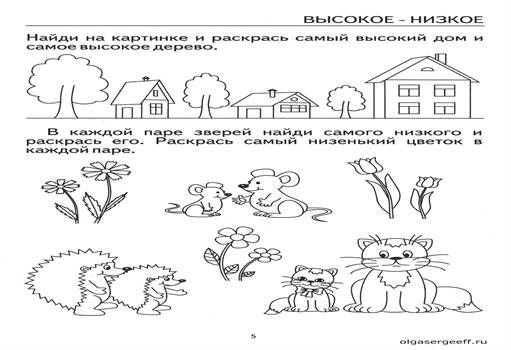 ВЫСОКОЕ – НИЗКОЕ
Найди на картинке и раскрась самый высокий дом и
самое высокое дерево.
В каждой паре зверей найди самого низкого и
раскрась его. Раскрась самый низенький цветок в
каждой паре.
5
olgasergeeff.ru